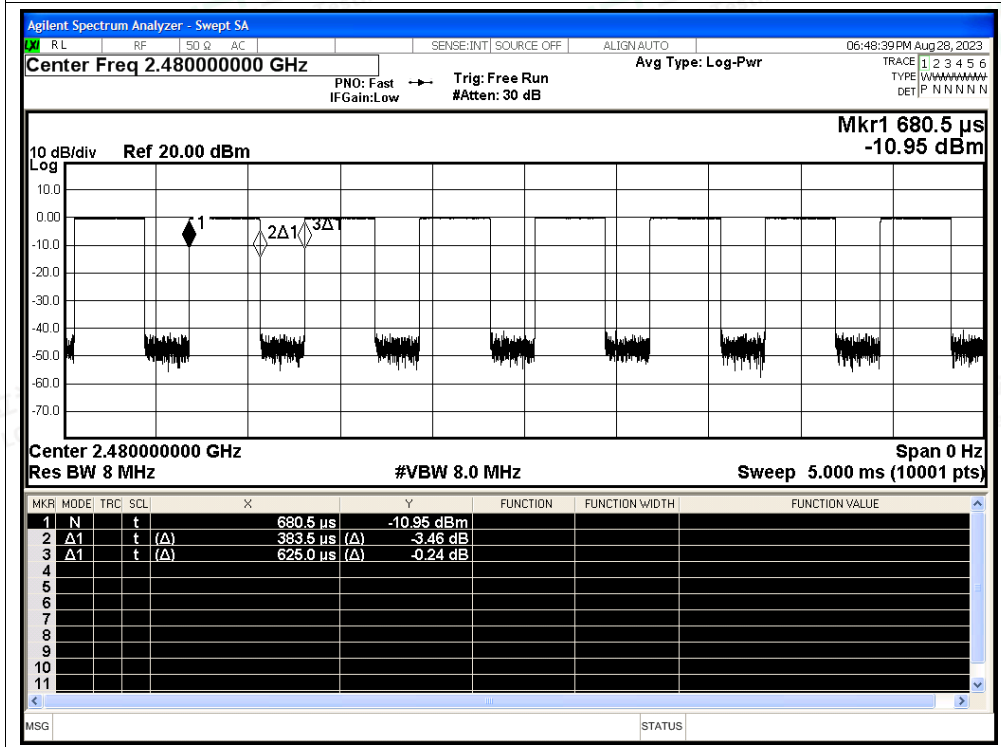 Agilent Spectrum Analyzer - Swept SA
LXI RL RF 50 Ω AC SENSE:INT SOURCE OFF ALIGN AUTO 06:48:39 PM Aug 28, 2023
Center Freq 2.480000000 GHz Avg Type: Log-Pwr TRACE 1 2 3 4 5 6
PNO: Fast Trig: Free Run TYPE WWWWWW
IFGain:Low #Atten: 30 dB DET P N N N N N
Mkr1 680.5 µs
10 dB/div Ref 20.00 dBm -10.95 dBm
Log
10.0
0.00
1 2Δ1 3Δ1
-10.0
-20.0
-30.0
-40.0
-50.0
-60.0
-70.0
Center 2.480000000 GHz Span 0 Hz
Res BW 8 MHz #VBW 8.0 MHz Sweep 5.000 ms (10001 pts)
MKR MODE TRC SCL X Y FUNCTION FUNCTION WIDTH FUNCTION VALUE
1 N t 680.5 µs -10.95 dBm
2 Δ1 t (Δ) 383.5 µs (Δ) -3.46 dB
3 Δ1 t (Δ) 625.0 µs (Δ) -0.24 dB
4
5
6
7
8
9
10
11
MSG STATUS